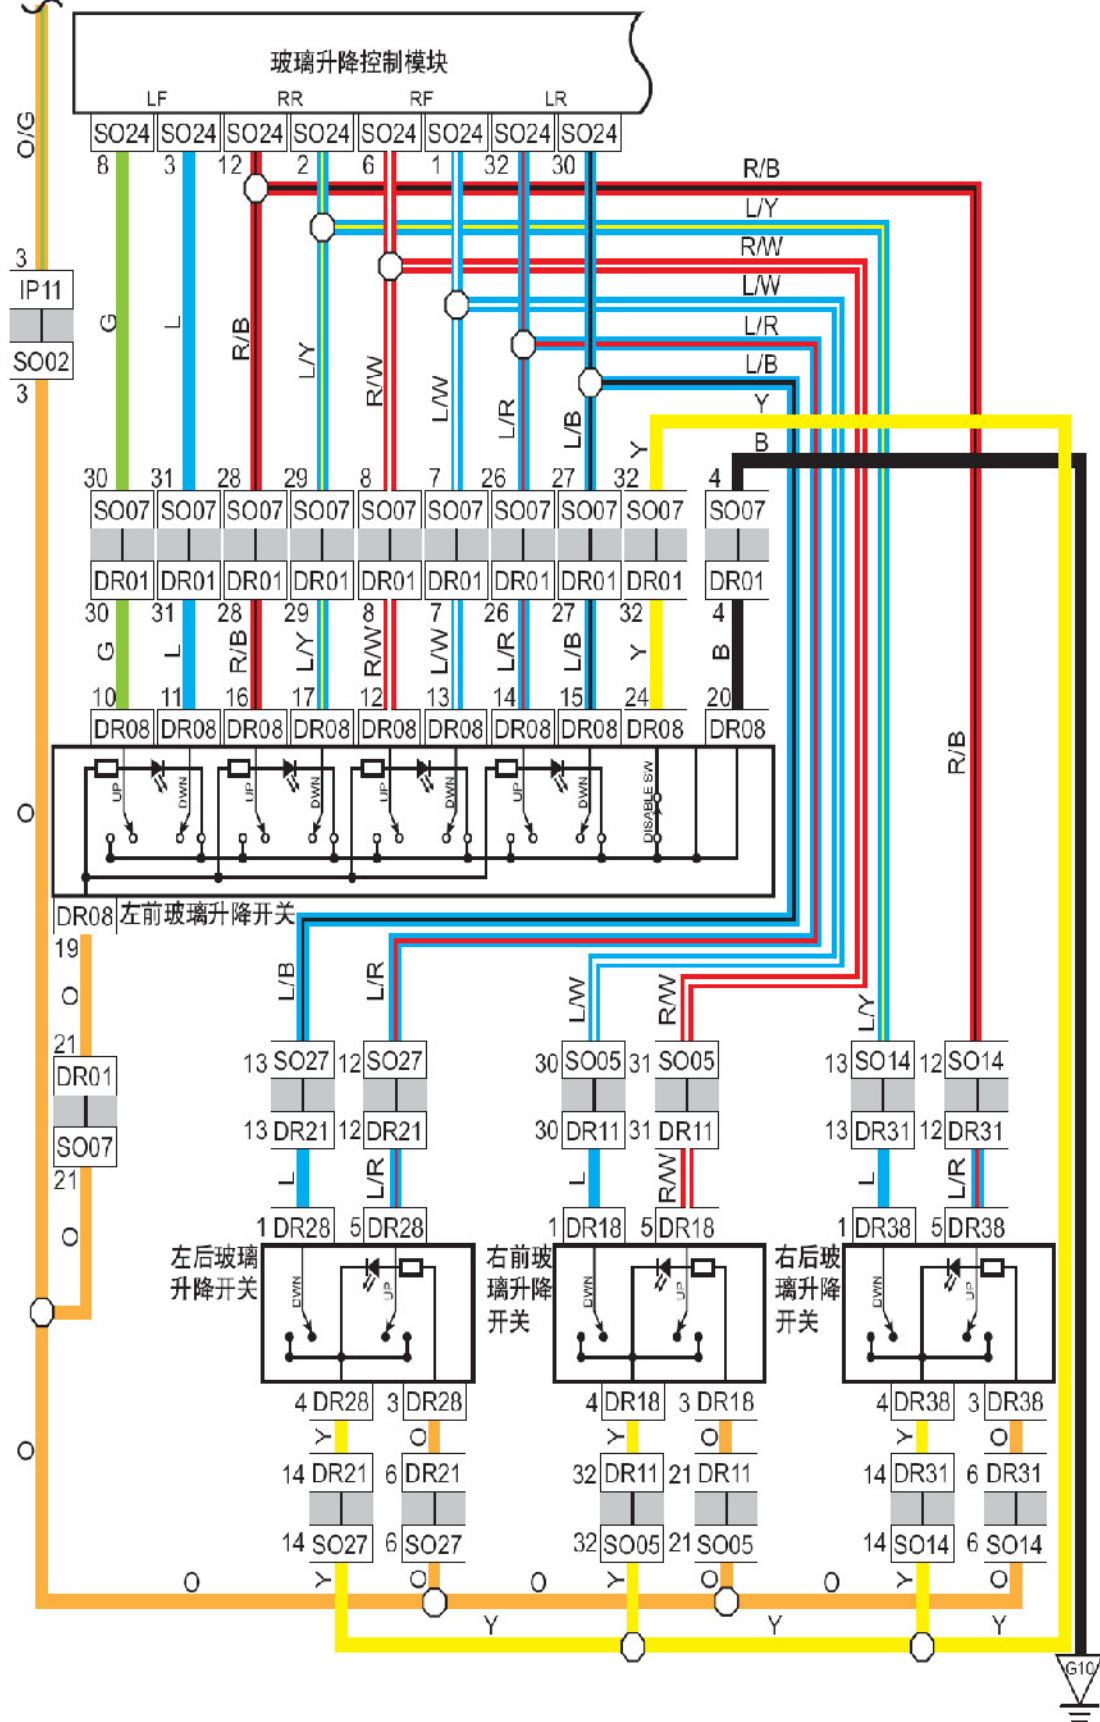 玻璃升降控制模块
LF RR RF LR
SO24 SO24 SO24 SO24 SO24 SO24 SO24 SO24
8 3 12 2 6 1 32 30
O/G
R/B
L/Y
R/W
L/W
L/R
L/B
Y
B
3
IP11
SO02
3
G L R/B L/Y R/W L/W L/R L/B Y
30 31 28 29 8 7 26 27 32 4
SO07 SO07 SO07 SO07 SO07 SO07 SO07 SO07 SO07 SO07
DR01 DR01 DR01 DR01 DR01 DR01 DR01 DR01 DR01 DR01
30 31 28 29 8 7 26 27 32 4
G L R/B L/Y R/W L/W L/R L/B Y B
10 11 16 17 12 13 14 15 24 20
DR08 DR08 DR08 DR08 DR08 DR08 DR08 DR08 DR08 DR08
R/B
UP DWN UP DWN UP DWN UP DWN DISABLE SW
O
DR08 左前玻璃升降开关
19
O
L/B L/R L/W R/W L/Y
21
DR01
SO07
21
O
13 SO27 12 SO27 30 SO05 31 SO05 13 SO14 12 SO14
13 DR21 12 DR21 30 DR11 31 DR11 13 DR31 12 DR31
L L/R L R/W L L/R
1 DR28 5 DR28 1 DR18 5 DR18 1 DR38 5 DR38
左后玻璃
升降开关
DWN UP
右前玻
璃升降
开关
DWN UP
右后玻
璃升降
开关
DWN UP
4 DR28 3 DR28 4 DR18 3 DR18 4 DR38 3 DR38
O
Y O Y O Y O
14 DR21 6 DR21 32 DR11 21 DR11 14 DR31 6 DR31
14 SO27 6 SO27 32 SO05 21 SO05 14 SO14 6 SO14
Y O Y O Y O
O O O
Y Y Y
G10